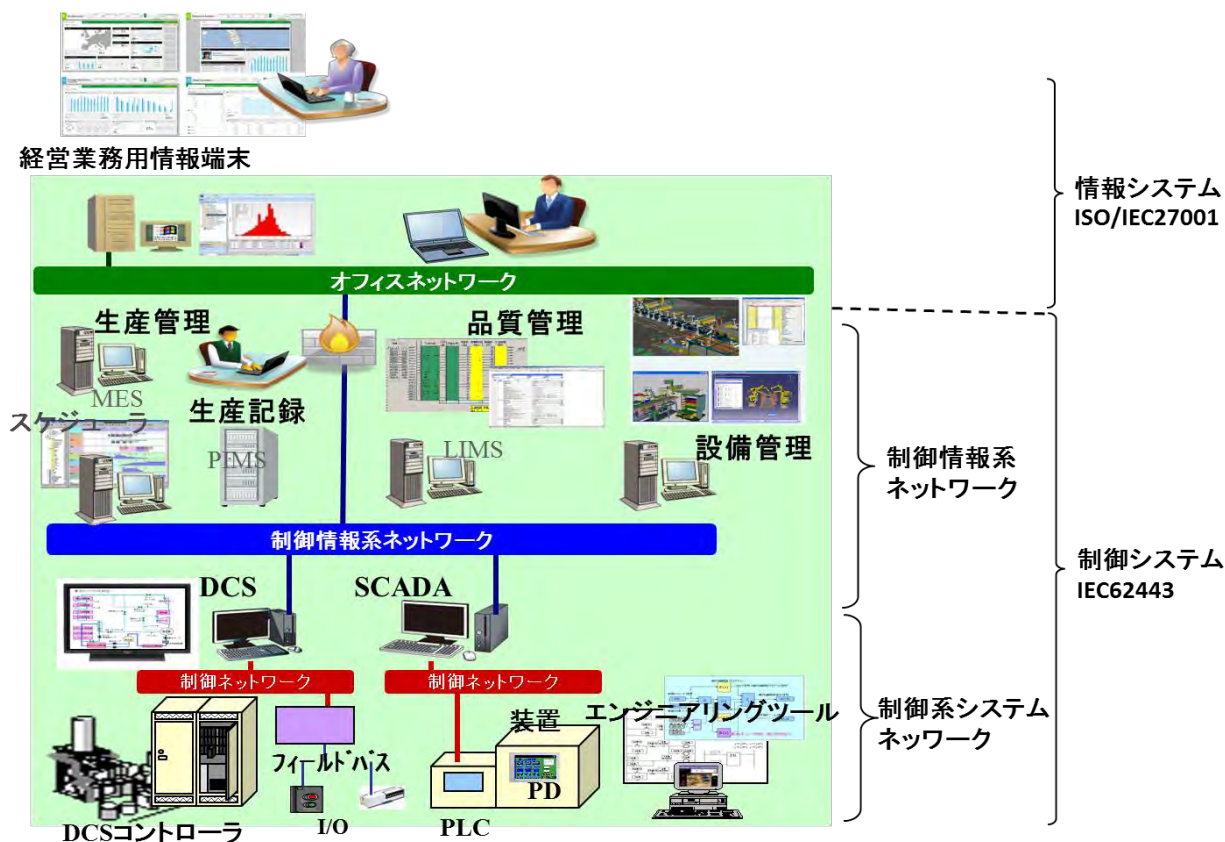 経営業務用情報端末
情報システム
ISO/IEC27001
オフィスネットワーク
生産管理
品質管理
MES
スケジューラ
生産記録
PIMS
LIMS
設備管理
制御情報系
ネットワーク
制御情報系ネットワーク
制御システム
IEC62443
DCS
SCADA
制御ネットワーク
制御ネットワーク
装置
エンジニアリングツール
制御系システム
ネッワーク
フィールドバス
PD
DCSコントローラ
I/O
PLC